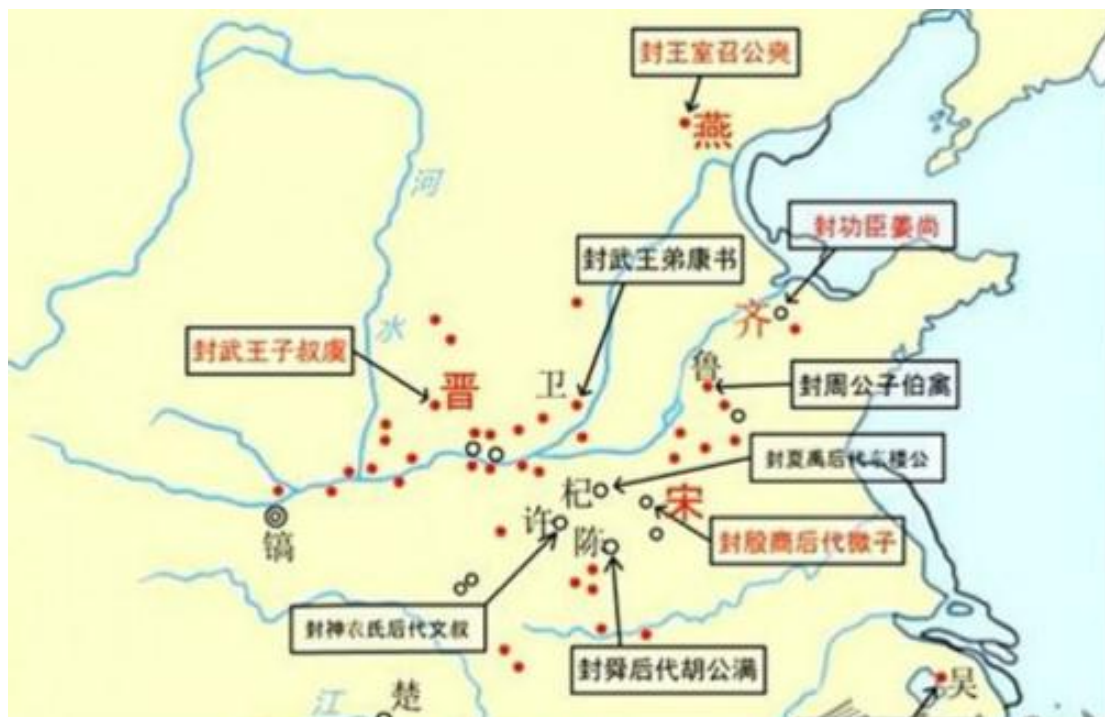 封王室召公奭
燕
河
封功臣姜尚
封武王弟康书
齐
水
封武王子叔虞
晋
卫
鲁
封周公子伯禽
封夏禹后代东楼公
杞
宋
镐
许
陈
封殷商后代微子
封神农氏后代文叔
封舜后代胡公满
江
楚
吴